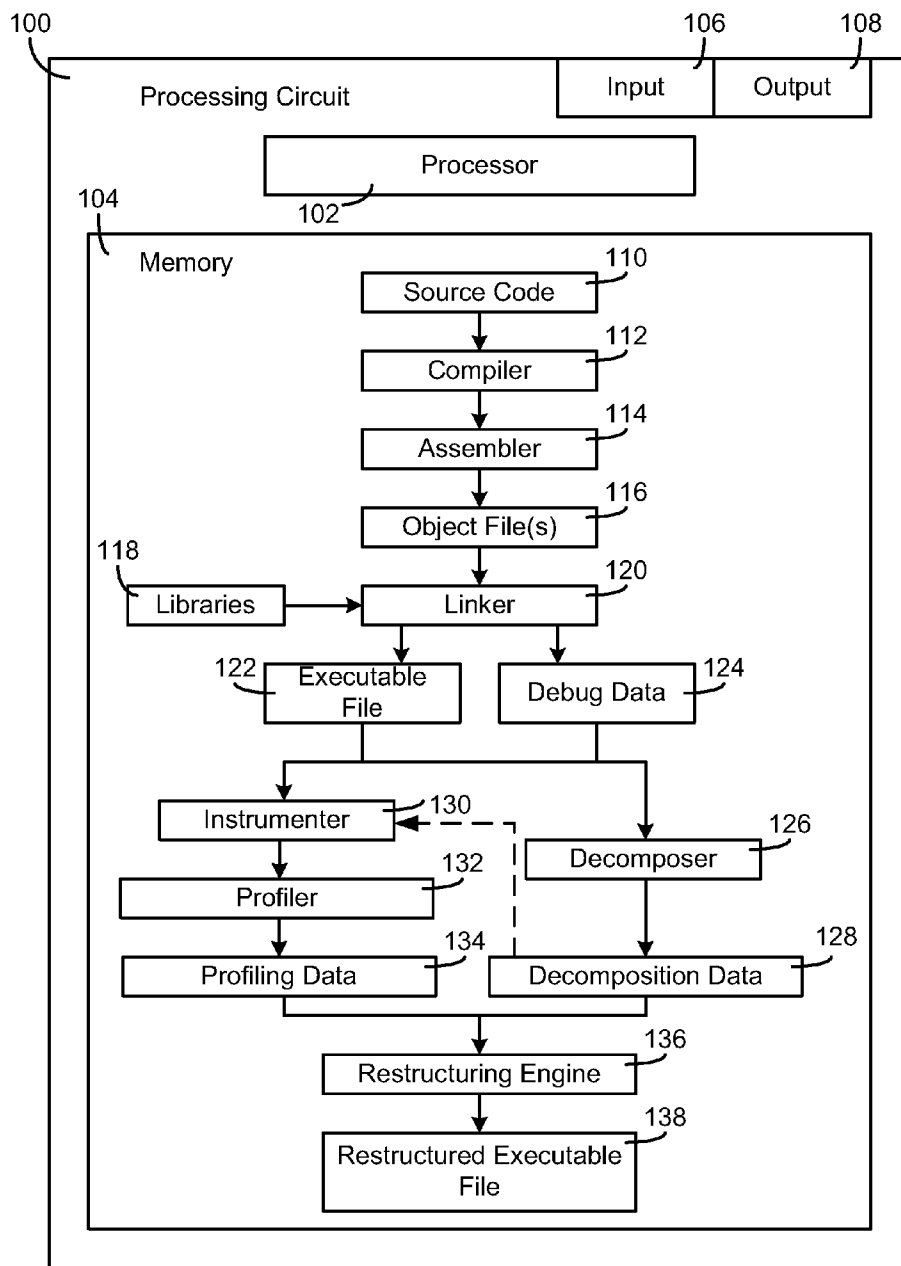 100
106
108
Processing Circuit
Input
Output
Processor
102
104
Memory
110
Source Code
112
Compiler
114
Assembler
116
Object File(s)
118
120
Libraries
Linker
122
Executable
File
Debug Data
124
Instrumenter
130
126
Decomposer
Profiler
132
134
128
Profiling Data
Decomposition Data
136
Restructuring Engine
138
Restructured Executable
File